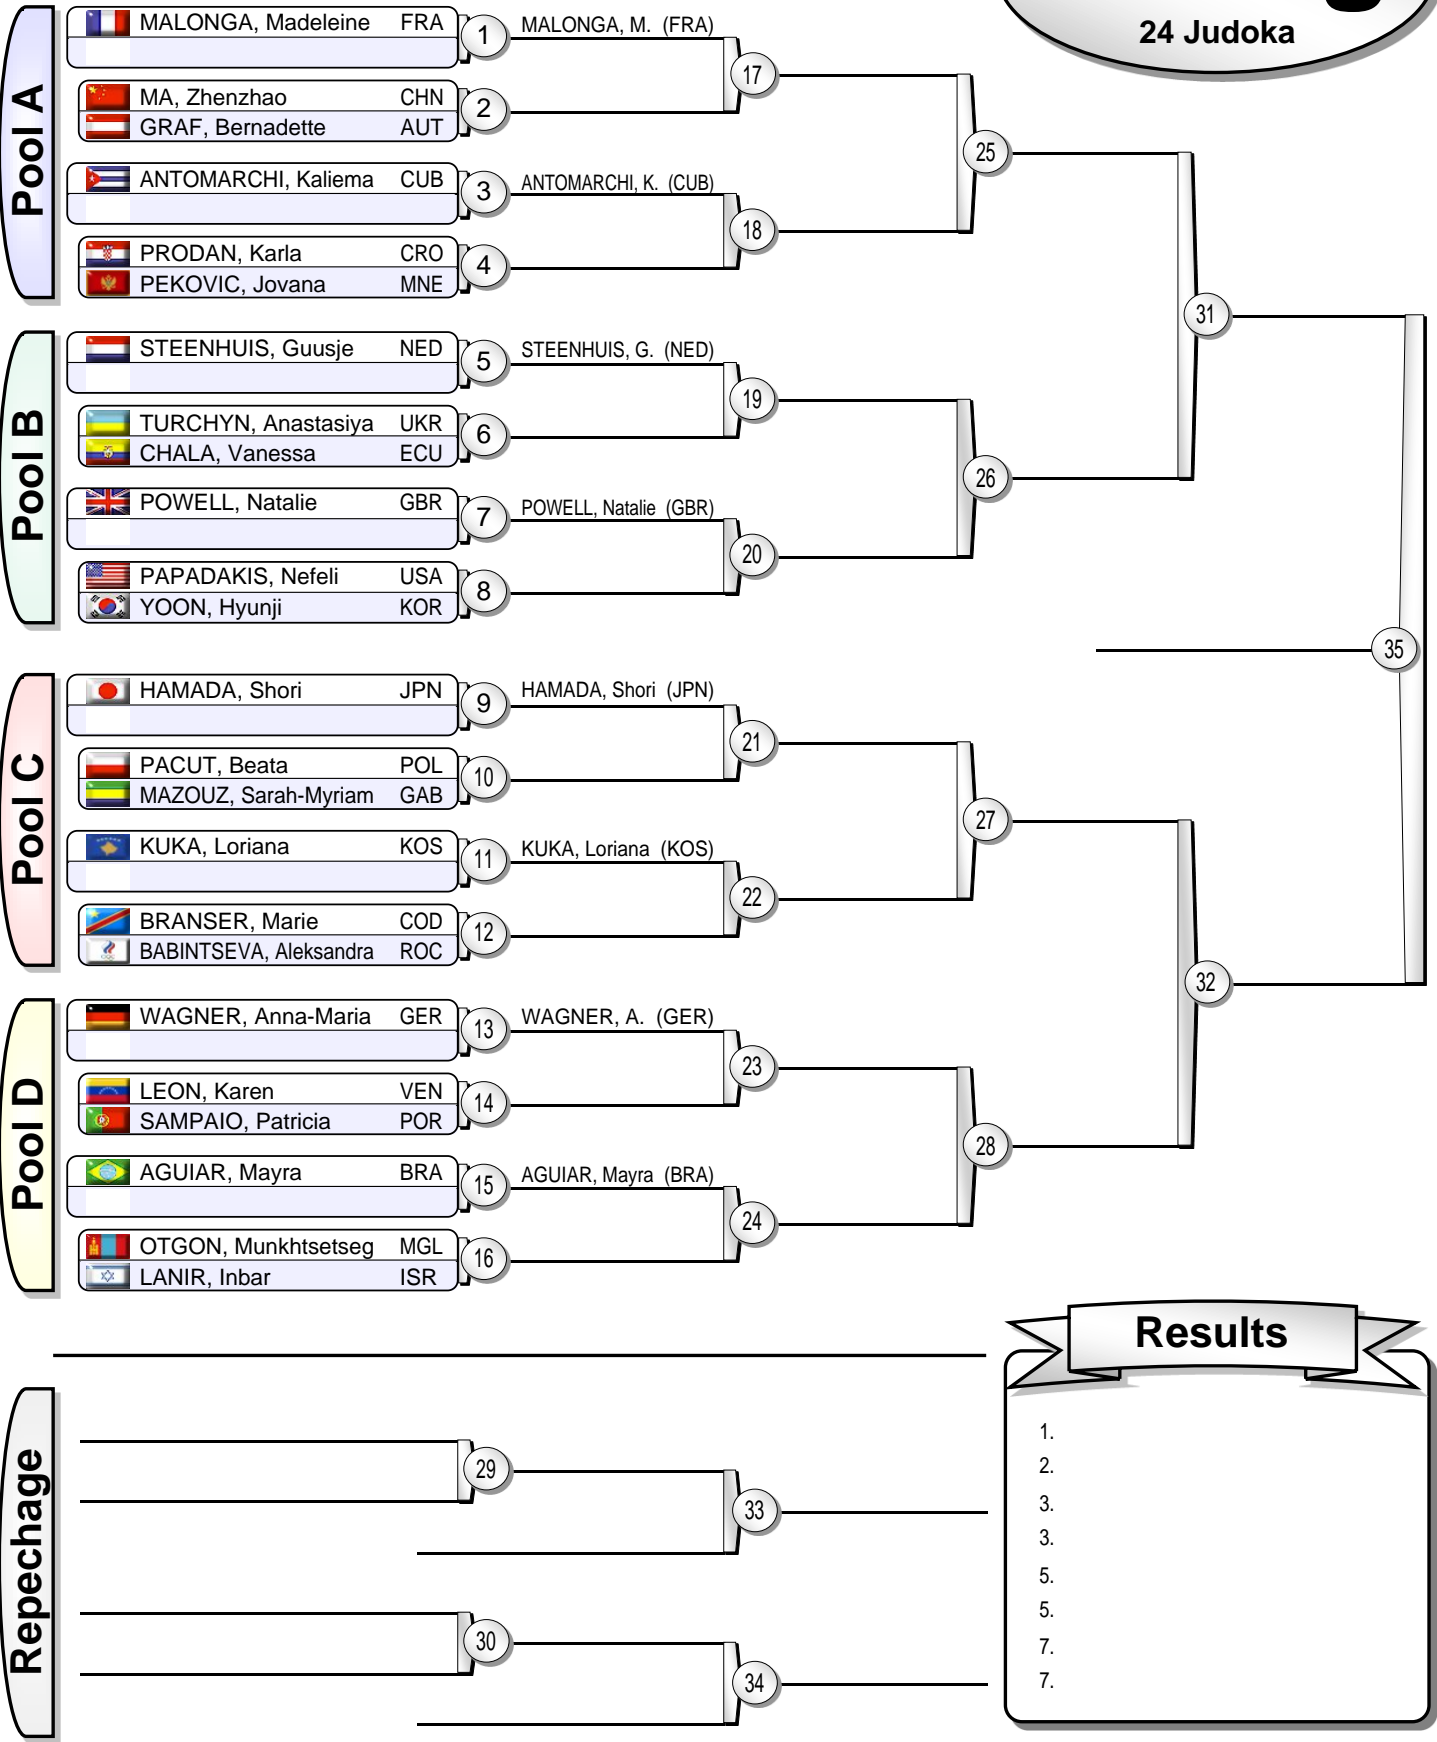 24 Judoka
Pool A
MALONGA, Madeleine FRA
1
MALONGA, M. (FRA)
17
MA, Zhenzhao CHN
GRAF, Bernadette AUT
2
25
ANTOMARCHI, Kaliema CUB
3
ANTOMARCHI, K. (CUB)
18
PRODAN, Karla CRO
PEKOVIC, Jovana MNE
4
31
Pool B
STEENHUIS, Guusje NED
5
STEENHUIS, G. (NED)
19
TURCHYN, Anastasiya UKR
CHALA, Vanessa ECU
6
26
POWELL, Natalie GBR
7
POWELL, Natalie (GBR)
20
PAPADAKIS, Nefeli USA
YOON, Hyunji KOR
8
35
Pool C
HAMADA, Shori JPN
9
HAMADA, Shori (JPN)
21
PACUT, Beata POL
MAZOUZ, Sarah-Myriam GAB
10
27
KUKA, Loriana KOS
11
KUKA, Loriana (KOS)
22
BRANSER, Marie COD
BABINTSEVA, Aleksandra ROC
12
32
Pool D
WAGNER, Anna-Maria GER
13
WAGNER, A. (GER)
23
LEON, Karen VEN
SAMPAIO, Patricia POR
14
28
AGUIAR, Mayra BRA
15
AGUIAR, Mayra (BRA)
24
OTGON, Munkhtsetseg MGL
LANIR, Inbar ISR
16
Repechage
29
33
30
34
Results
1.
2.
3.
3.
5.
5.
7.
7.